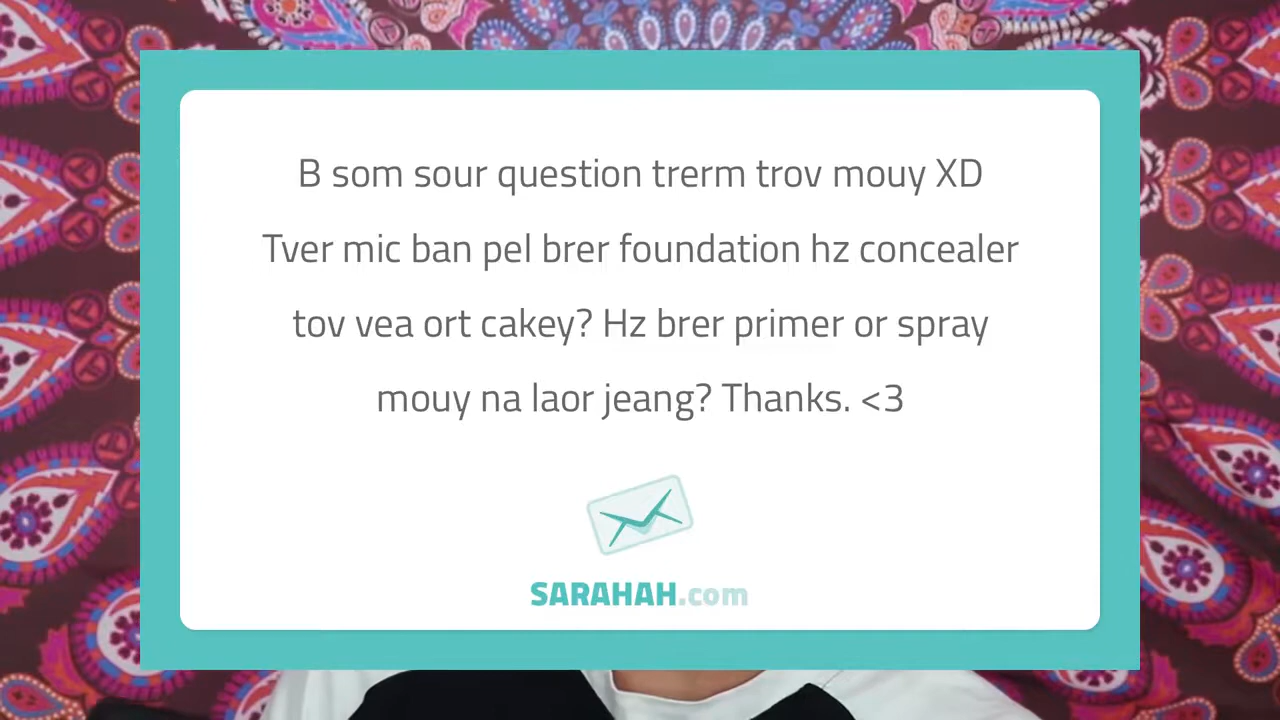 B som sour question trerm trov mouy XD
Tver mic ban pel brer foundation hz concealer
tov vea ort cakey? Hz brer primer or spray
mouy na laor jeang? Thanks. <3
SARAHAH.com